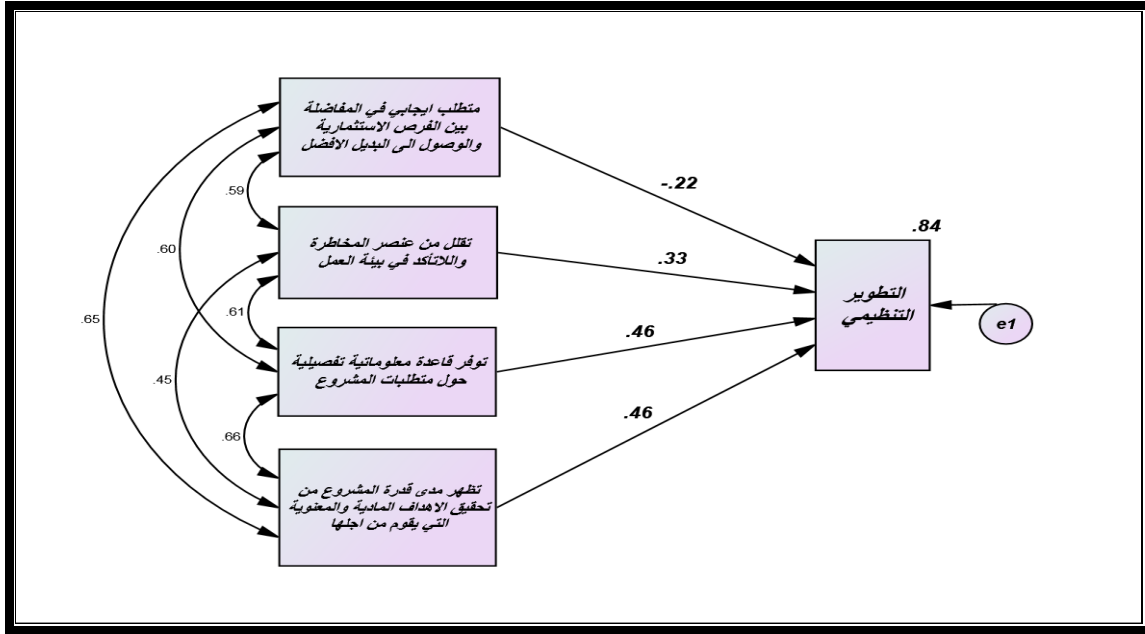 متطلب ايجابي في المفاضلة
بين الفرص الاستثمارية
والوصول الى البديل الافضل
-.22
.59
.84
تقلل من عنصر المخاطرة
واللاتأكد في بيئة العمل
.60
.33
التطوير
التنظيمي
e1
.61
.65
.46
توفر قاعدة معلوماتية تفصيلية
حول متطلبات المشروع
.45
.46
.66
تظهر مدى قدرة المشروع من
تحقيق الاهداف المادية والمعنوية
التي يقوم من اجلها